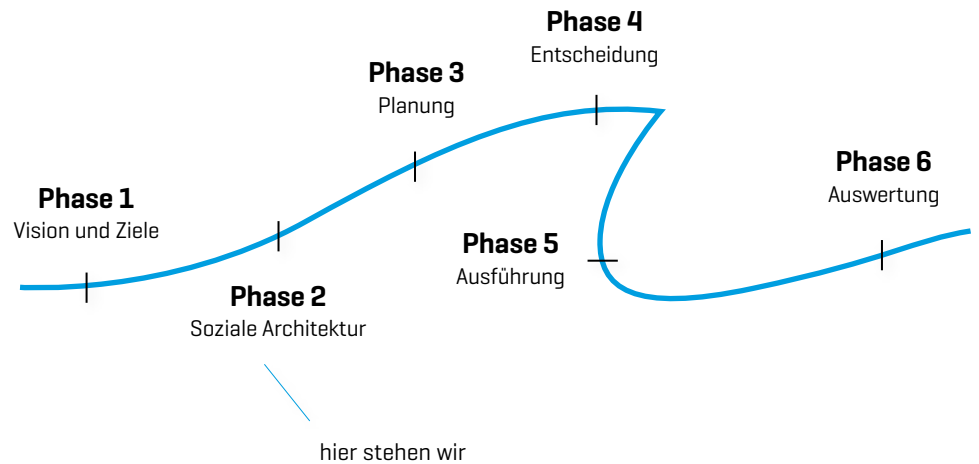 Phase 1
Vision und Ziele
Phase 2
Soziale Architektur
Phase 3
Planung
Phase 4
Entscheidung
Phase 5
Ausführung
Phase 6
Auswertung
hier stehen wir